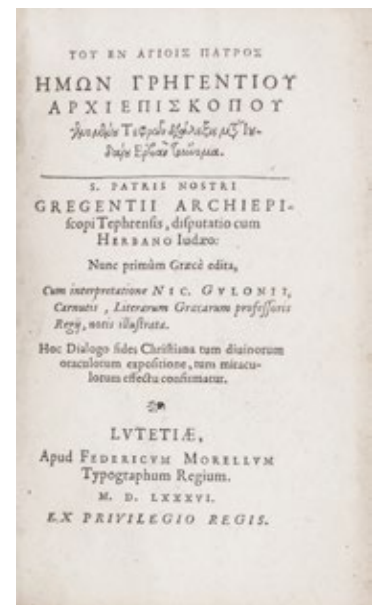 ΤΟΥ ΕΝ ΑΓΙΟΙΣ ΠΑΤΡΟΣ
ΗΜΩΝ ΓΡΗΓΕΝΤΙΟΥ
ΑΡΧΙΕΠΙΣΚΟΠΟΥ
S. PATRIS NOSTRI
GREGENTII ARCHIEPI-
scopi Tephrensis, disputatio cum
HERBANO Iudæo:
Nunc primùm Græcè edita,
Cum interpretatione NIC. GVLONII,
Carnutis, Literarum Græcarum professoris
Regij, notis illustrata.
Hoc Dialogo fides Christiana tum diuinorum
oraculorum expositione, tum miracu-
lorum effectu confirmatur.
LVTETIÆ,
Apud FEDERICVM MORELLVM
Typographum Regium.
M. D. LXXXVI.
EX PRIVILEGIO REGIS.